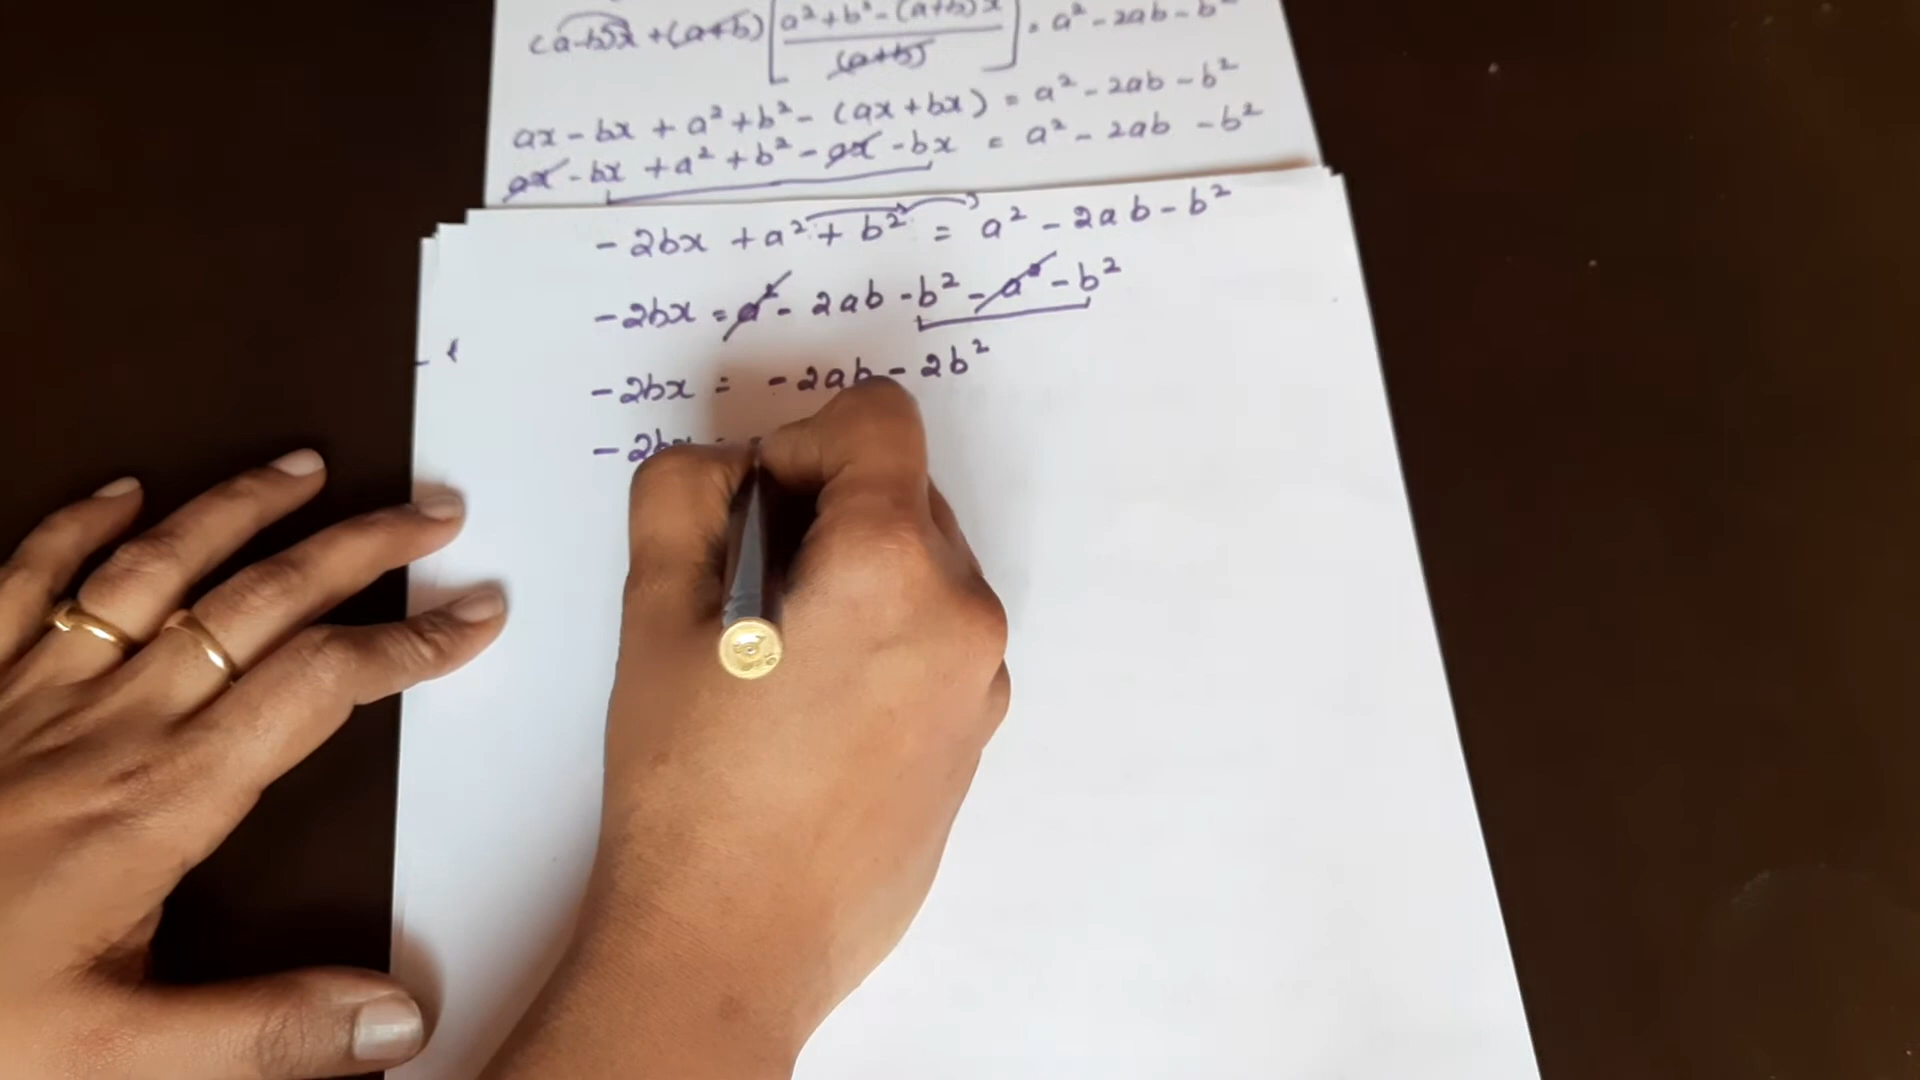 (a-b)x + (a+b) [ a² + b² - (a+b)x / (a+b) ] = a² - 2ab - b²
ax - bx + a² + b² - (ax + bx) = a² - 2ab - b²
ax - bx + a² + b² - ax - bx = a² - 2ab - b²
- 2bx + a² + b² = a² - 2ab - b²
- 2bx = a² - 2ab - b² - a² - b²
- 2bx = - 2ab - 2b²
- 2bx =